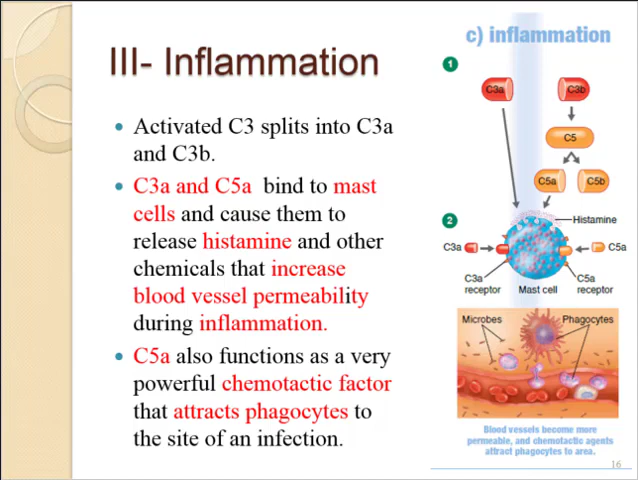 III- Inflammation
Activated C3 splits into C3a
and C3b.
C3a and C5a bind to mast
cells and cause them to
release histamine and other
chemicals that increase
blood vessel permeability
during inflammation.
C5a also functions as a very
powerful chemotactic factor
that attracts phagocytes to
the site of an infection.
c) inflammation
1
C3a
C3b
C5
C5a
C5b
2
Histamine
C3a
C5a
C3a
receptor
Mast cell
C5a
receptor
Microbes
Phagocytes
Blood vessels become more
permeable, and chemotactic agents
attract phagocytes to area.
16